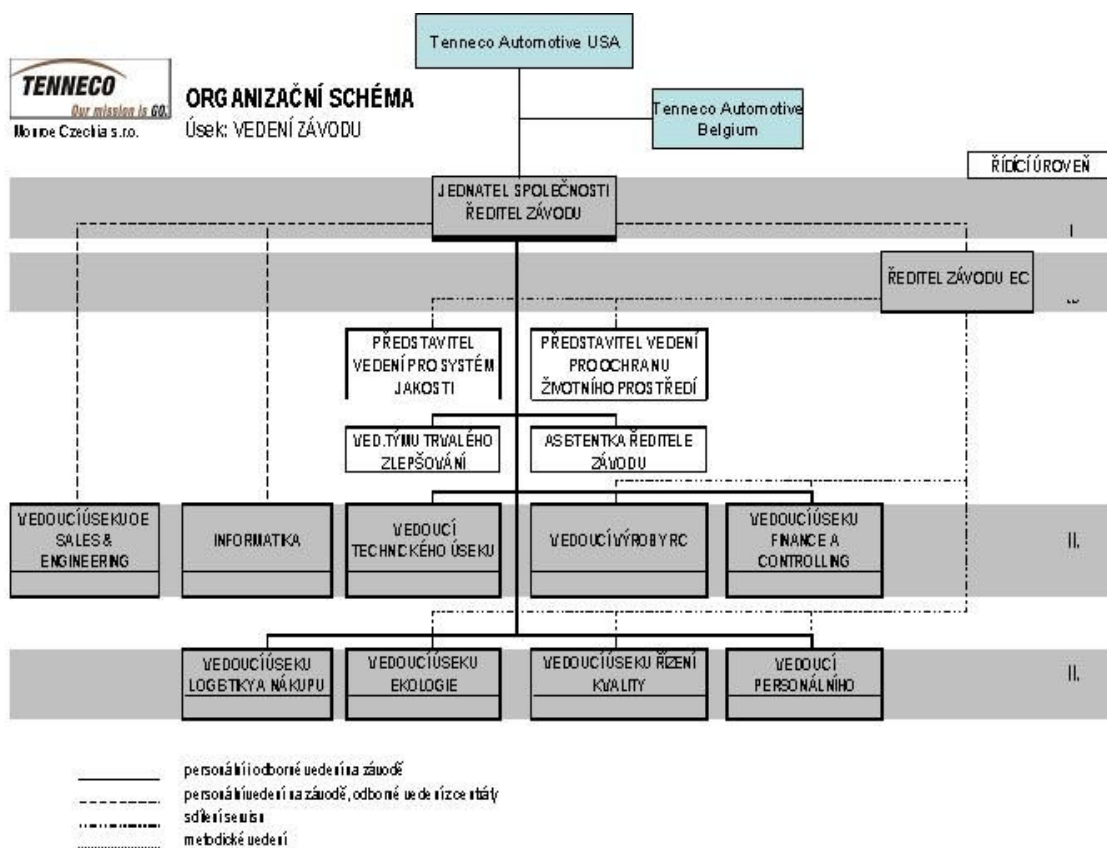 Tenneco Automotive USA
TENNECO
Our mission is GO.
Monroe Czechia s.r.o.
ORGANIZAČNÍ SCHÉMA
Úsek: VEDENÍ ZÁVODU
Tenneco Automotive
Belgium
ŘÍDÍCÍ ÚROVEŇ
JEDNATEL SPOLEČNOSTI
ŘEDITEL ZÁVODU
I
ŘEDITEL ZÁVODU EC
PŘEDSTAVITEL
VEDENÍ PRO SYSTÉM
JAKOSTI
PŘEDSTAVITEL VEDENÍ
PRO OCHRANU
ŽIVOTNÍHO PROSTŘEDÍ
VED.TÝMU TRVALÉHO
ZLEPŠOVÁNÍ
ASISTENTKA ŘEDITELE
ZÁVODU
VEDOUCÍ ÚSEKU OE
SALES &
ENGINEERING
INFORMATIKA
VEDOUCÍ
TECHNICKÉHO ÚSEKU
VEDOUCÍ VÝROBY RC
VEDOUCÍ ÚSEKU
FINANCE A
CONTROLLING
II.
VEDOUCÍ ÚSEKU
LOGISTIKY A NÁKUPU
VEDOUCÍ ÚSEKU
EKOLOGIE
VEDOUCÍ ÚSEKU ŘÍZENÍ
KVALITY
VEDOUCÍ
PERSONÁLNÍHO
II.
personální i odborné vedení na závodě
personální vedení na závodě, odborné vedení z centrály
sdílení servisu
metodické vedení